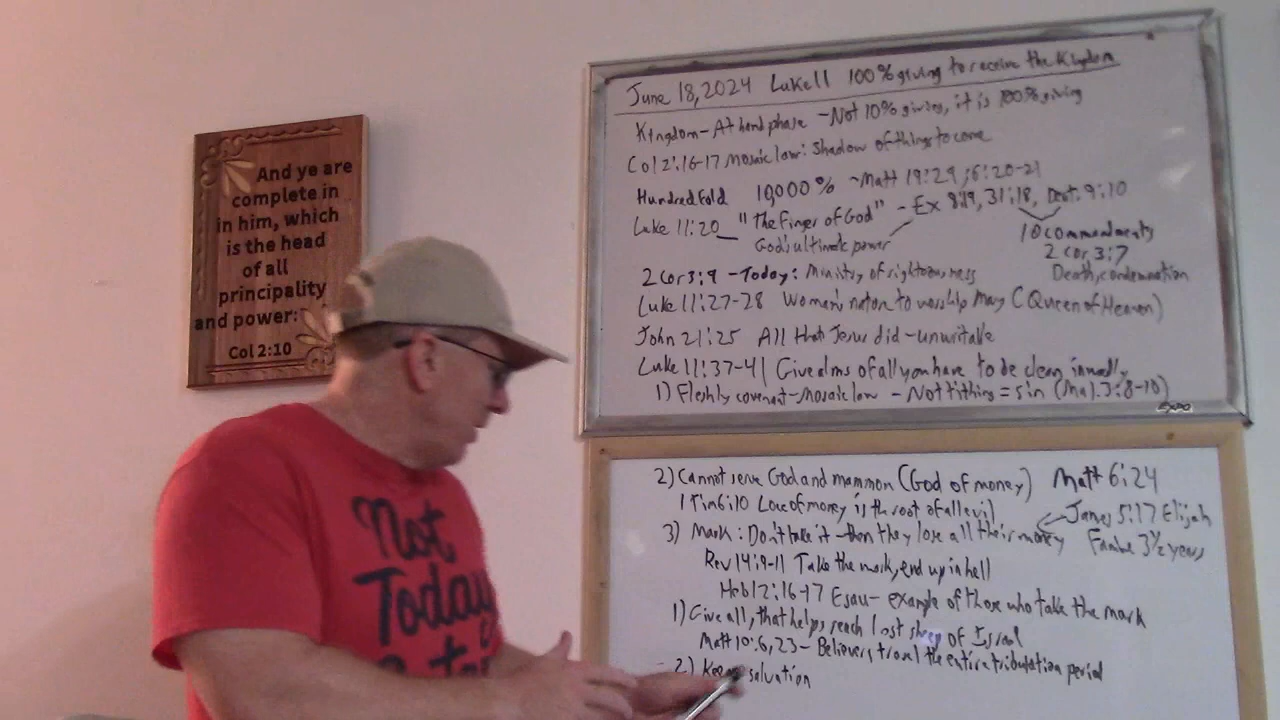 And ye are
complete in
in him, which
is the head
of all
principality
and power:
Col 2:10
Not
Today
June 18, 2024 Luke 11 100% giving to receive the Kingdom
Kingdom - At hand phase - Not 10% giving, it is 100% giving
Col 2:16-17 Mosaic law: Shadow of things to come
Hundredfold 10,000% ~Matt 19:29; 6:20-21
Luke 11:20 "The Finger of God" - Ex 8:19, 31:18, Deut. 9:10
God's ultimate power
10 commandments
2 Cor 3:7
Death, condemnation
2 Cor 3:9 - Today: Ministry of rightousness
Luke 11:27-28 Woman's notion to worship Mary (Queen of Heaven)
John 21:25 All that Jesus did - unwritable
Luke 11:37-41 Give alms of all you have to be clean inwardly
1) Fleshly covenant - Mosaic law - Not tithing = sin (Mal. 3:8-10)
EXPO
2) Cannot serve God and mammon (God of money) Matt 6:24
1 Tim 6:10 Love of money is th root of all evil
James 5:17 Elijah
Famine 3½ years
3) Mark: Don't take it - then they lose all their money
Rev 14:9-11 Take the mark, end up in hell
Heb 12:16-17 Esau - example of those who take the mark
1) Give all, that helps reach lost sheep of Israel
Matt 10:6, 23 - Believers travel the entire tribulation period
2) Keep salvation